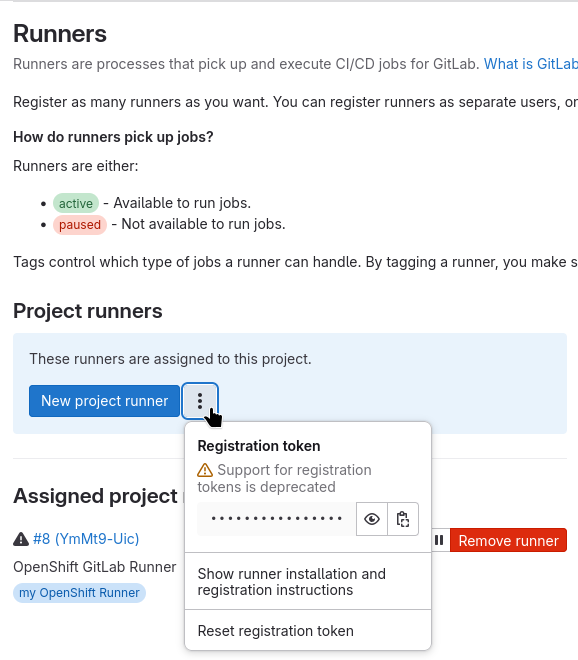 Runners
Runners are processes that pick up and execute CI/CD jobs for GitLab. What is GitLab
Register as many runners as you want. You can register runners as separate users, or
How do runners pick up jobs?
Runners are either:
• active - Available to run jobs.
• paused - Not available to run jobs.
Tags control which type of jobs a runner can handle. By tagging a runner, you make s
Project runners
These runners are assigned to this project.
New project runner
Registration token
Support for registration
tokens is deprecated
••••••••••••••••
Assigned project
#8 (YmMt9-Uic)
Remove runner
OpenShift GitLab Runner
my OpenShift Runner
Show runner installation and
registration instructions
Reset registration token